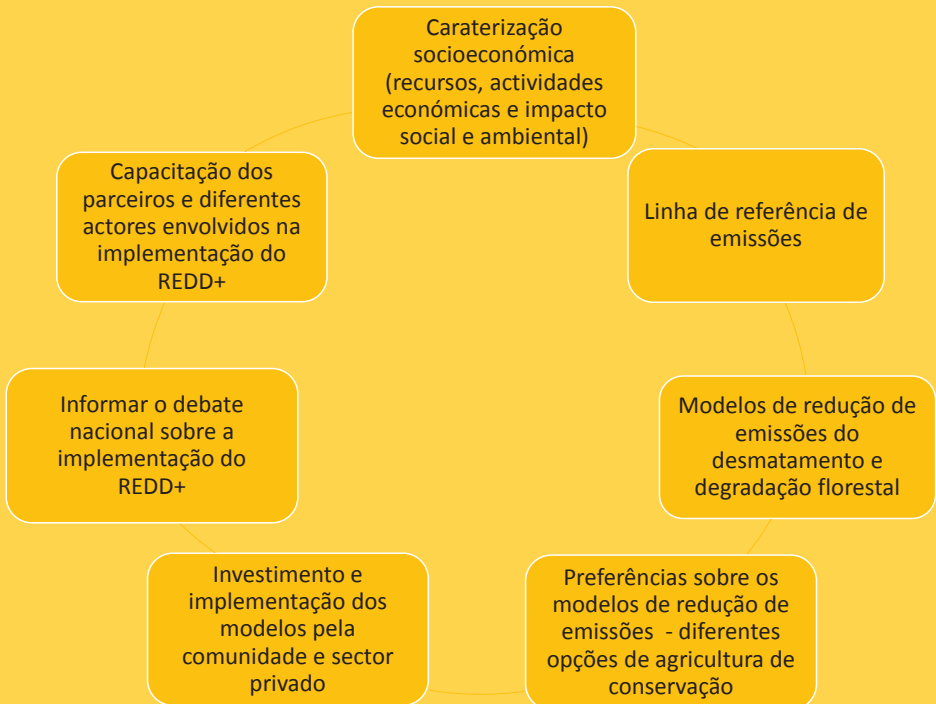 Caraterização
socioeconómica
(recursos, actividades
económicas e impacto
social e ambiental)
Linha de referência de
emissões
Modelos de redução de
emissões do
desmatamento e
degradação florestal
Preferências sobre os
modelos de redução de
emissões - diferentes
opções de agricultura de
conservação
Investimento e
implementação dos
modelos pela
comunidade e sector
privado
Informar o debate
nacional sobre a
implementação do
REDD+
Capacitação dos
parceiros e diferentes
actores envolvidos na
implementação do
REDD+